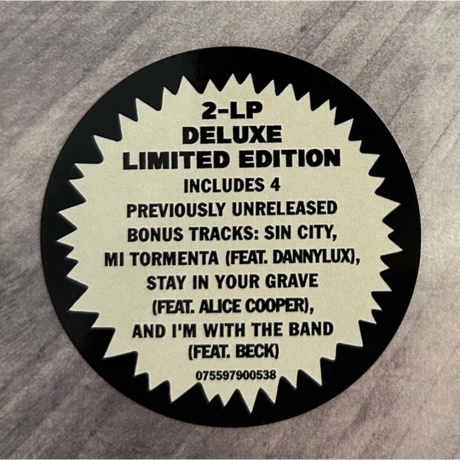 2-LP
DELUXE
LIMITED EDITION
INCLUDES 4
PREVIOUSLY UNRELEASED
BONUS TRACKS: SIN CITY,
MI TORMENTA (FEAT. DANNYLUX),
STAY IN YOUR GRAVE
(FEAT. ALICE COOPER),
AND I'M WITH THE BAND
(FEAT. BECK)
075597900538